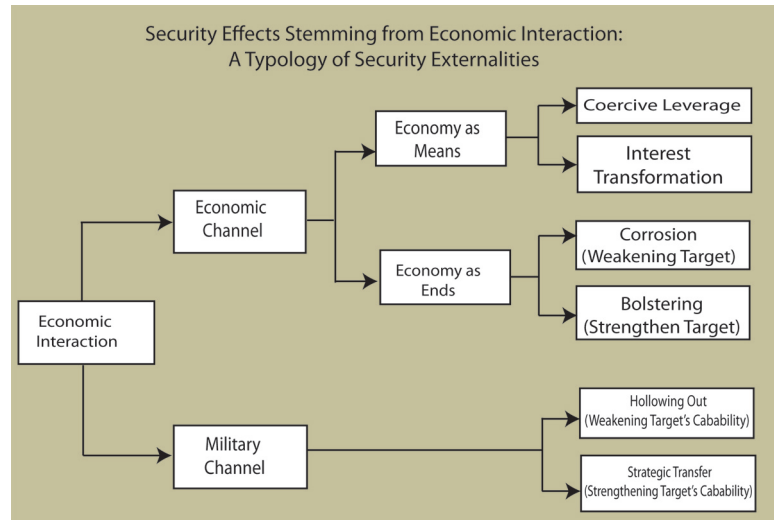 Security Effects Stemming from Economic Interaction:
A Typology of Security Externalities
Economic
Interaction
Economic
Channel
Economy as
Means
Coercive Leverage
Interest
Transformation
Economy as
Ends
Corrosion
(Weakening Target)
Bolstering
(Strengthen Target)
Military
Channel
Hollowing Out
(Weakening Target's Cabability)
Strategic Transfer
(Strengthening Target's Cabability)